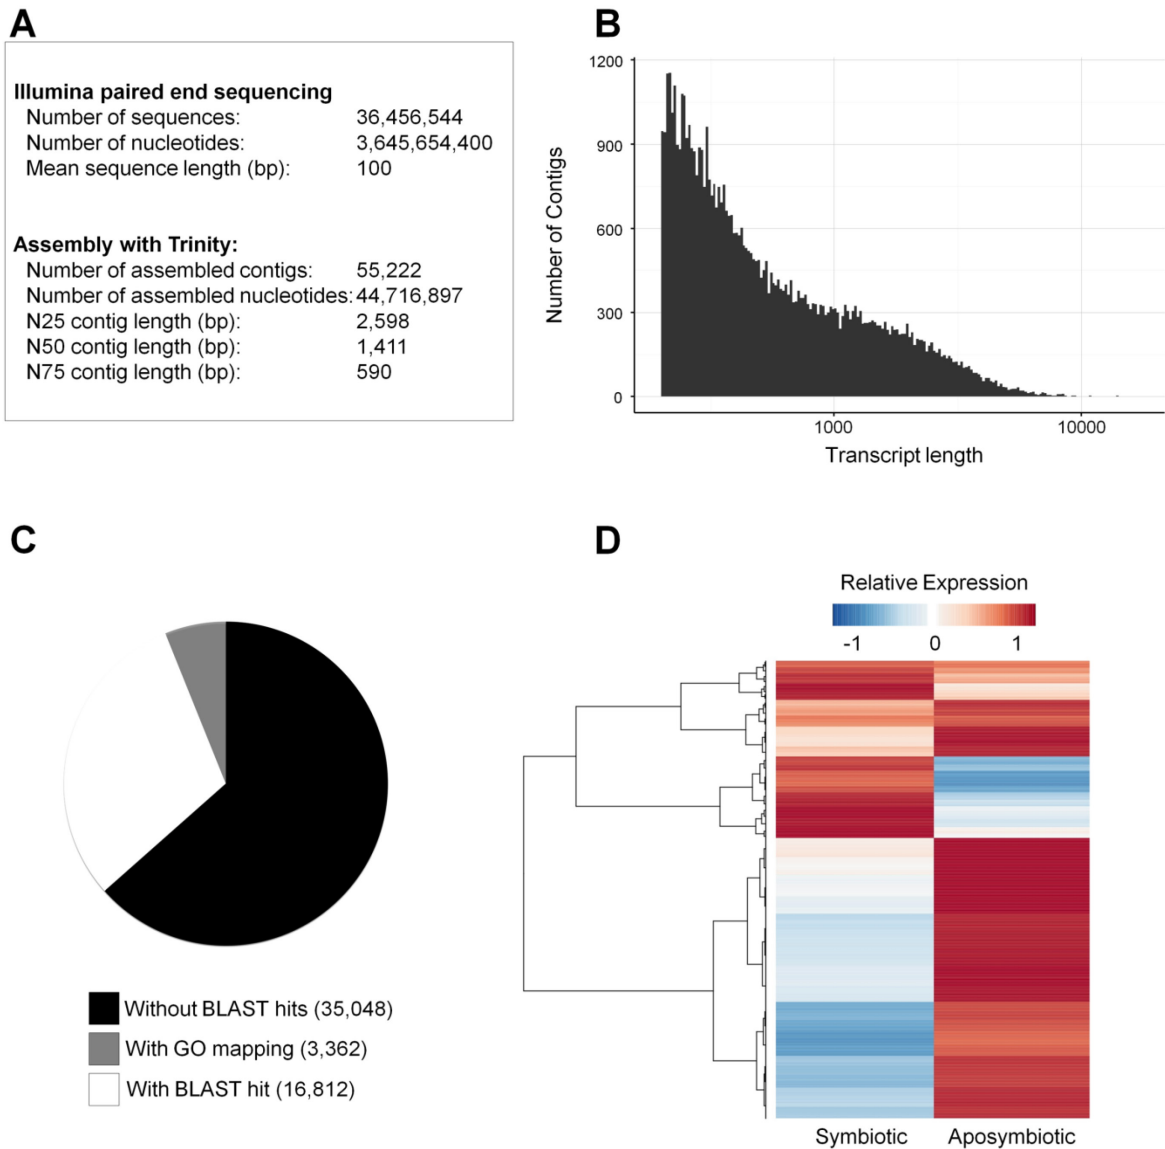 A
Illumina paired end sequencing
Number of sequences: 36,456,544
Number of nucleotides: 3,645,654,400
Mean sequence length (bp): 100
Assembly with Trinity:
Number of assembled contigs: 55,222
Number of assembled nucleotides: 44,716,897
N25 contig length (bp): 2,598
N50 contig length (bp): 1,411
N75 contig length (bp): 590
B
Number of Contigs
1200
900
600
300
0
1000 10000
Transcript length
C
Without BLAST hits (35,048)
With GO mapping (3,362)
With BLAST hit (16,812)
D
Relative Expression
-1 0 1
Symbiotic Aposymbiotic